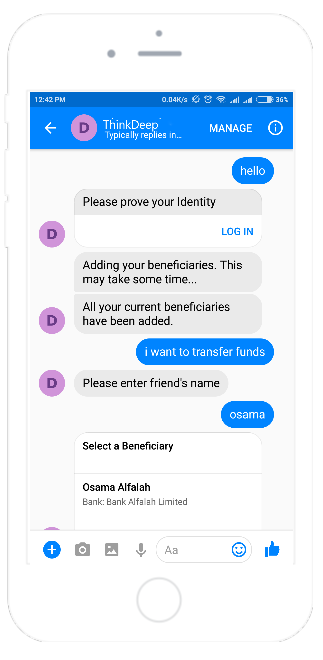 12:42 PM 0.04K/s 36%
ThinkDeep MANAGE
Typically replies in...
hello
Please prove your Identity
LOG IN
D
Adding your beneficiaries. This
may take some time...
All your current beneficiaries
have been added.
D
i want to transfer funds
D Please enter friend's name
osama
Select a Beneficiary
Osama Alfalah
Bank: Bank Alfalah Limited
Aa